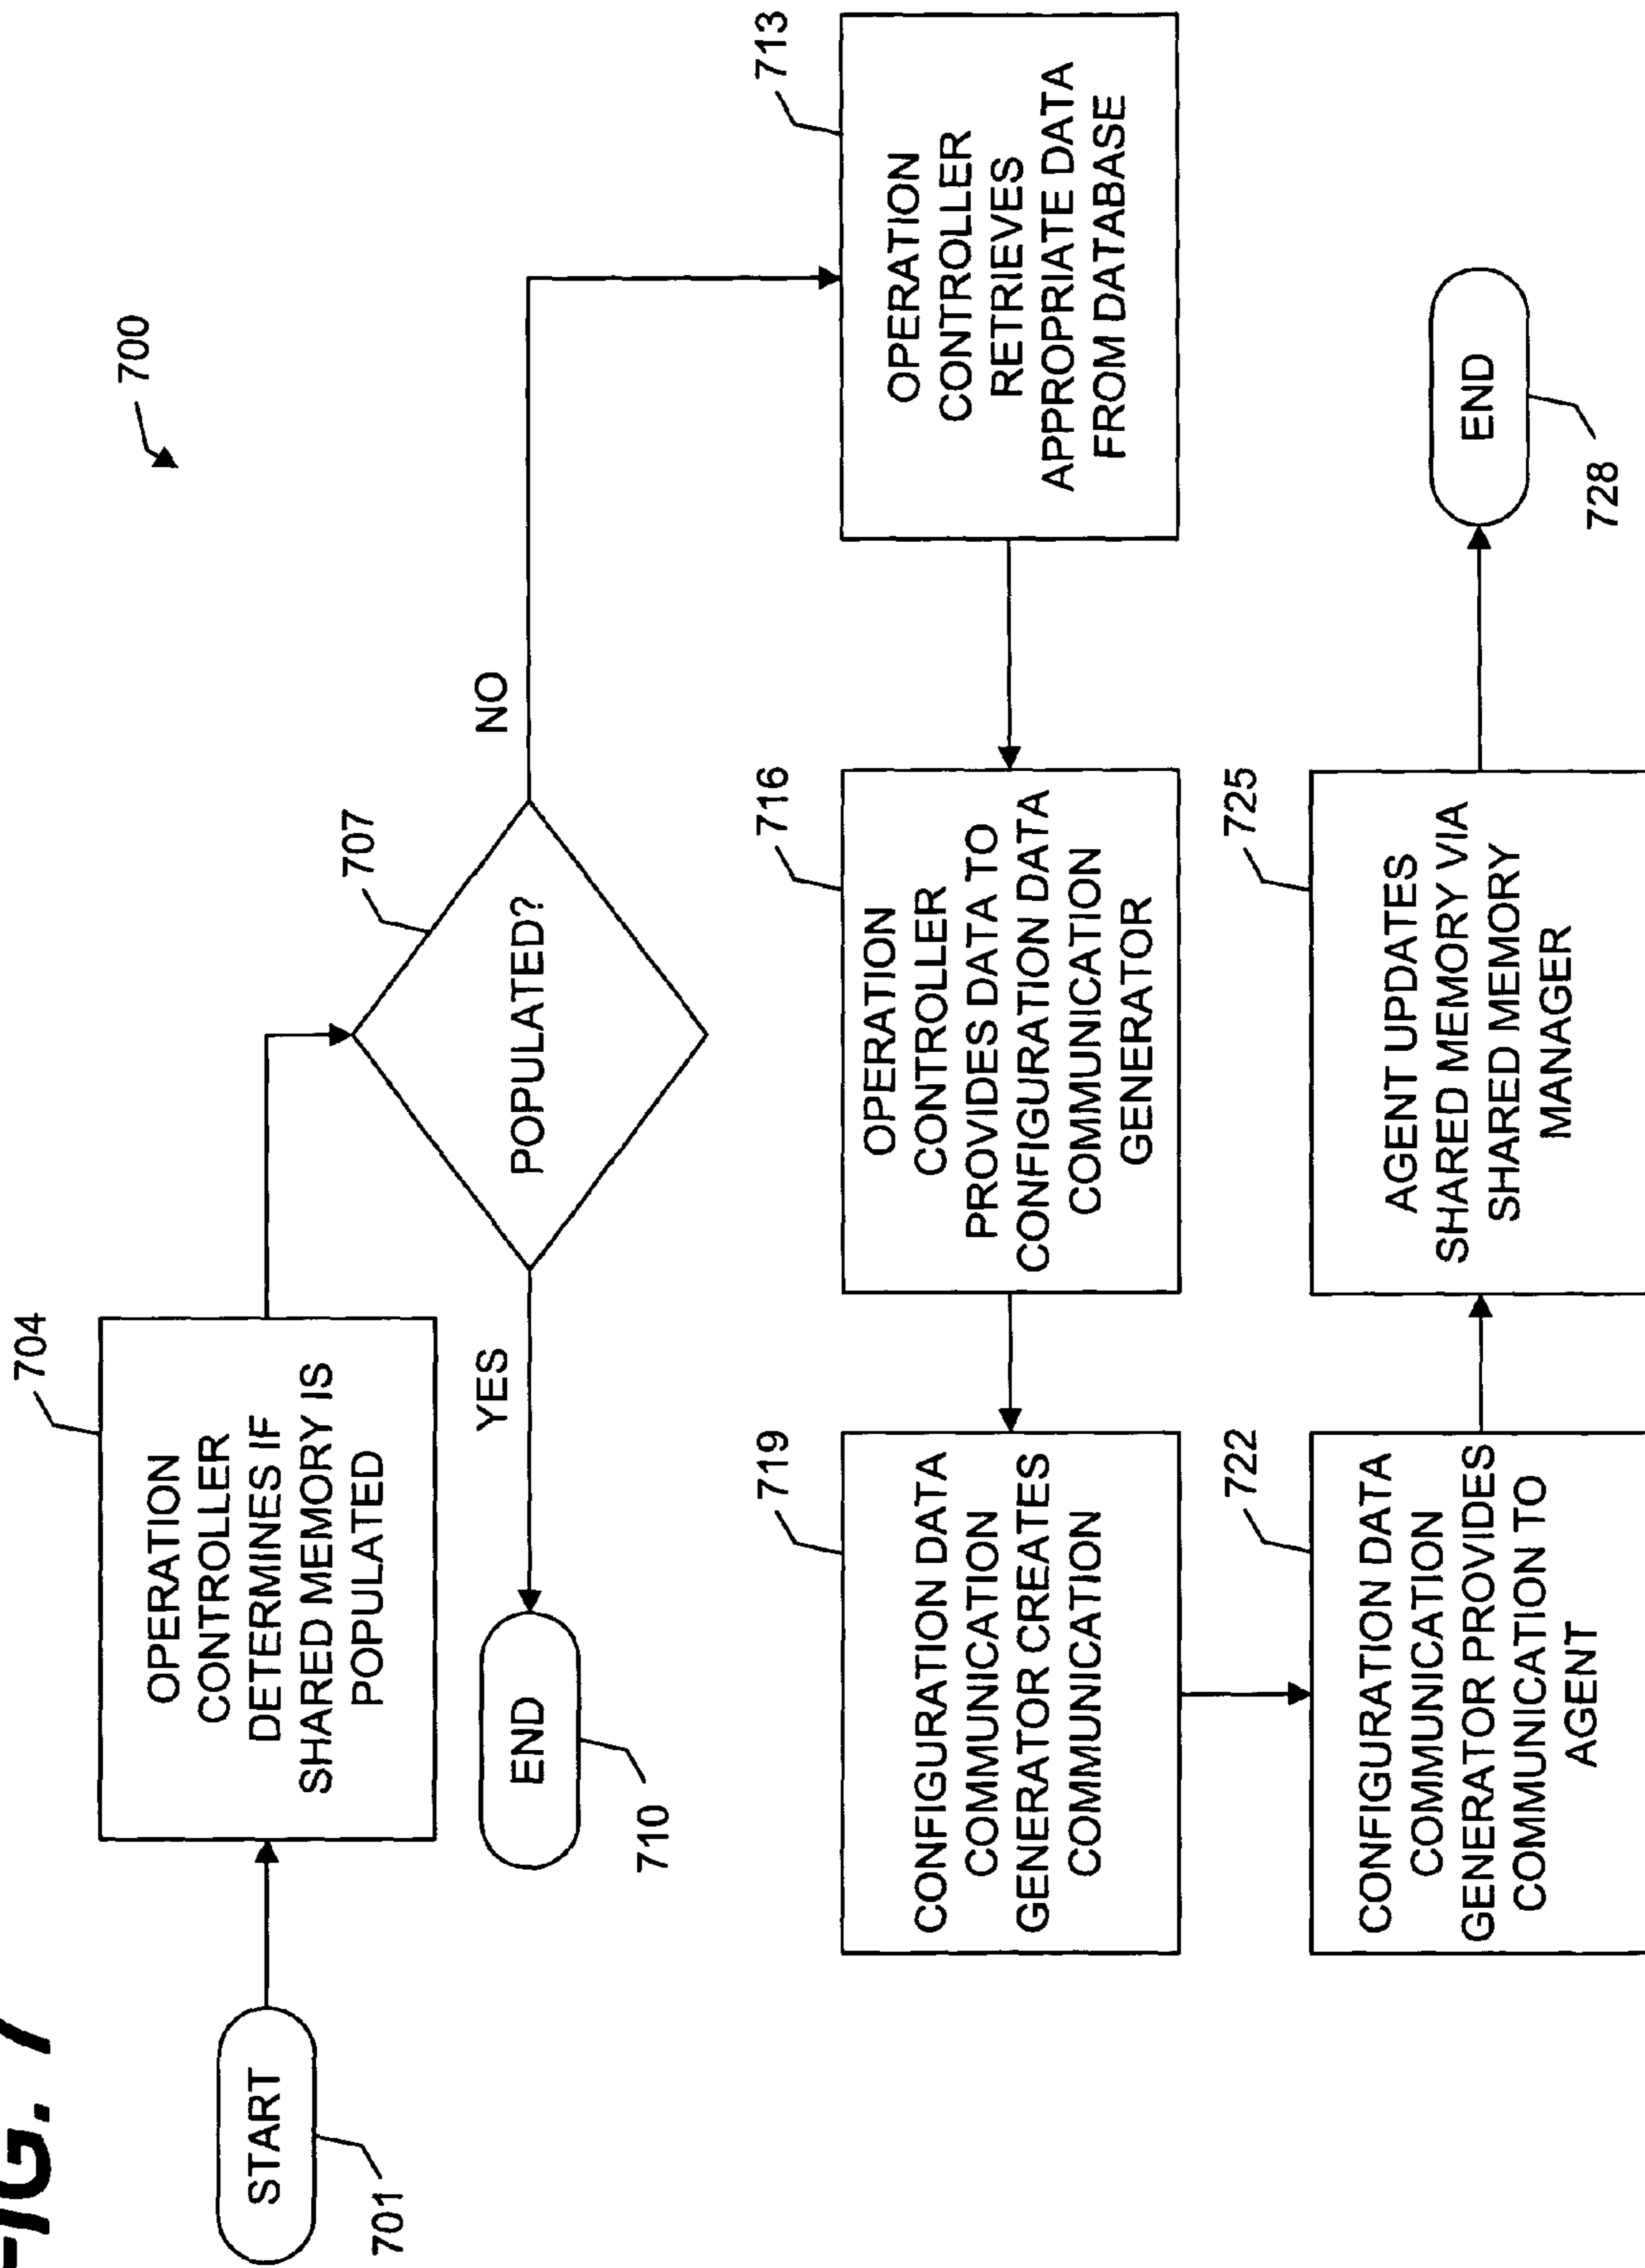 FIG. 7
700
START
701
704
OPERATION
CONTROLLER
DETERMINES IF
SHARED MEMORY IS
POPULATED
707
POPULATED?
YES
NO
END
710
713
OPERATION
CONTROLLER
RETRIEVES
APPROPRIATE DATA
FROM DATABASE
716
OPERATION
CONTROLLER
PROVIDES DATA TO
CONFIGURATION DATA
COMMUNICATION
GENERATOR
719
CONFIGURATION DATA
COMMUNICATION
GENERATOR CREATES
COMMUNICATION
722
CONFIGURATION DATA
COMMUNICATION
GENERATOR PROVIDES
COMMUNICATION TO
AGENT
725
AGENT UPDATES
SHARED MEMORY VIA
SHARED MEMORY
MANAGER
END
728